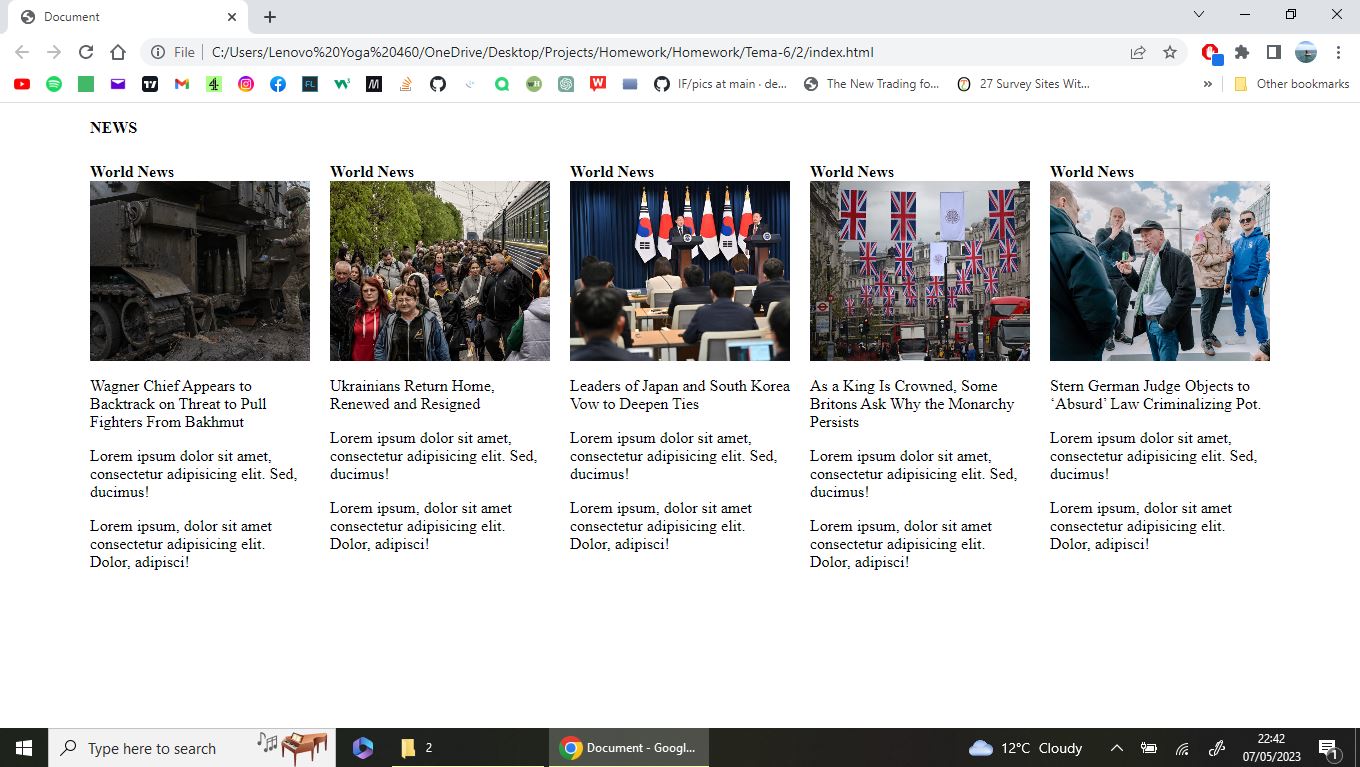 Document
File
C:/Users/Lenovo%20Yoga%20460/OneDrive/Desktop/Projects/Homework/Homework/Tema-6/2/index.html
IF/pics at main · de...
The New Trading fo...
27 Survey Sites Wit...
»
Other bookmarks
NEWS
World News
Wagner Chief Appears to
Backtrack on Threat to Pull
Fighters From Bakhmut
Lorem ipsum dolor sit amet,
consectetur adipisicing elit. Sed,
ducimus!
Lorem ipsum, dolor sit amet
consectetur adipisicing elit.
Dolor, adipisci!
World News
Ukrainians Return Home,
Renewed and Resigned
Lorem ipsum dolor sit amet,
consectetur adipisicing elit. Sed,
ducimus!
Lorem ipsum, dolor sit amet
consectetur adipisicing elit.
Dolor, adipisci!
World News
Leaders of Japan and South Korea
Vow to Deepen Ties
Lorem ipsum dolor sit amet,
consectetur adipisicing elit. Sed,
ducimus!
Lorem ipsum, dolor sit amet
consectetur adipisicing elit.
Dolor, adipisci!
World News
As a King Is Crowned, Some
Britons Ask Why the Monarchy
Persists
Lorem ipsum dolor sit amet,
consectetur adipisicing elit. Sed,
ducimus!
Lorem ipsum, dolor sit amet
consectetur adipisicing elit.
Dolor, adipisci!
World News
Stern German Judge Objects to
‘Absurd’ Law Criminalizing Pot.
Lorem ipsum dolor sit amet,
consectetur adipisicing elit. Sed,
ducimus!
Lorem ipsum, dolor sit amet
consectetur adipisicing elit.
Dolor, adipisci!
Type here to search
2
Document - Googl...
12°C Cloudy
22:42
07/05/2023
1